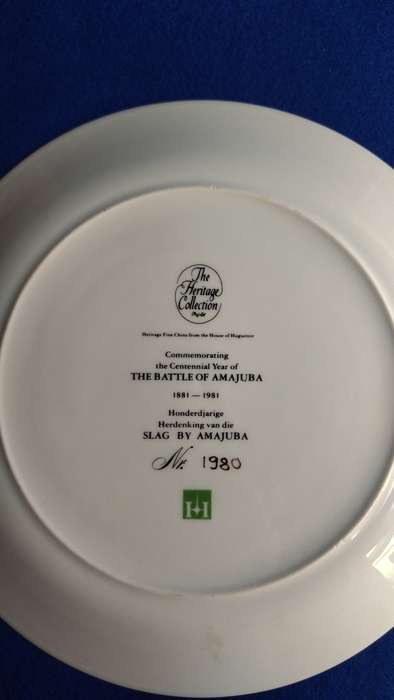 The
Heritage
Collection
Heritage Fine China from the House of Huguenot
Commemorating
the Centennial Year of
THE BATTLE OF AMAJUBA
1881 — 1981
Honderdjarige
Herdenking van die
SLAG BY AMAJUBA
Nr. 1980
H